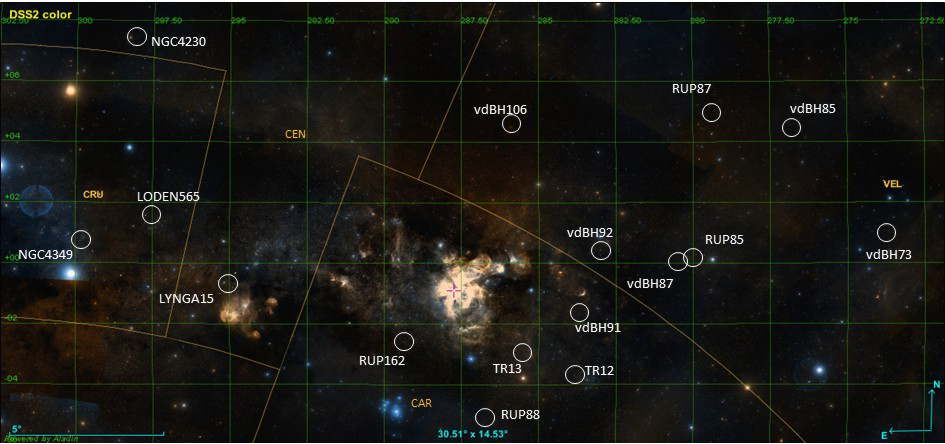 DSS2 color
302.50 300 297.50 295 292.50 290 287.50 285 282.50 280 277.50 275 272.50
NGC4230
+06
RUP87
vdBH106
vdBH85
CEN
+04
CRU
LODEN565
VEL
+02
vdBH92
RUP85
NGC4349
+00
vdBH73
vdBH87
LYNGA15
-02
vdBH91
RUP162
TR13
TR12
-04
CAR
RUP88
N
5°
30.51° x 14.53°
E
Powered by Aladin